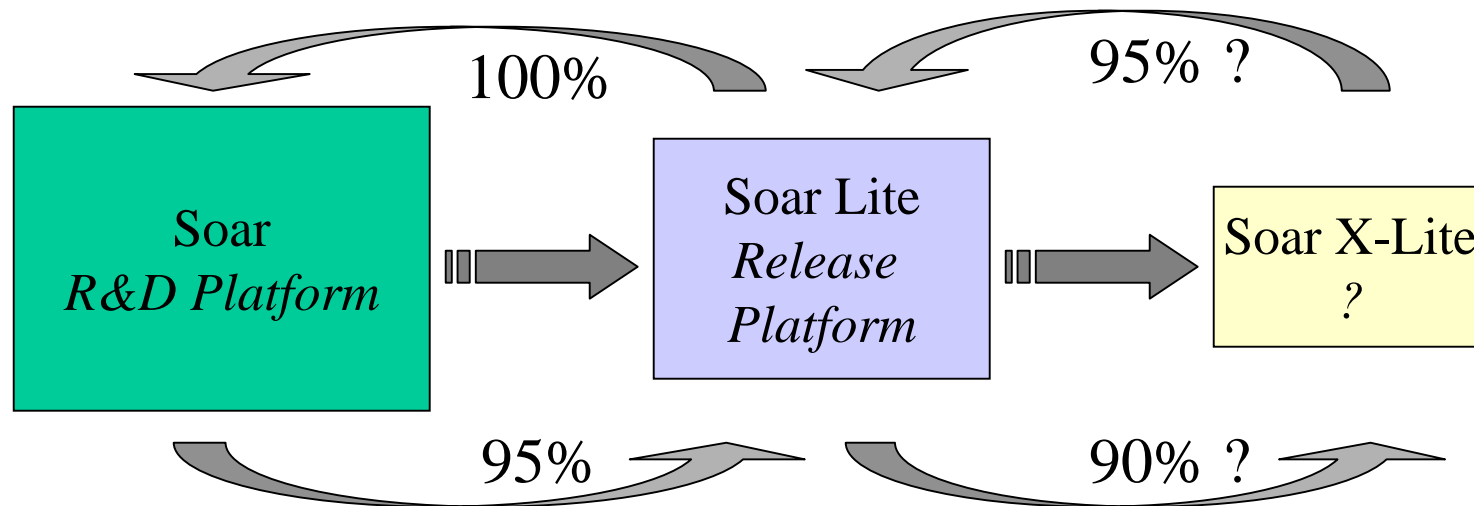 100%
95% ?
Soar
R&D Platform
Soar Lite
Release
Platform
Soar X-Lite
?
95%
90% ?